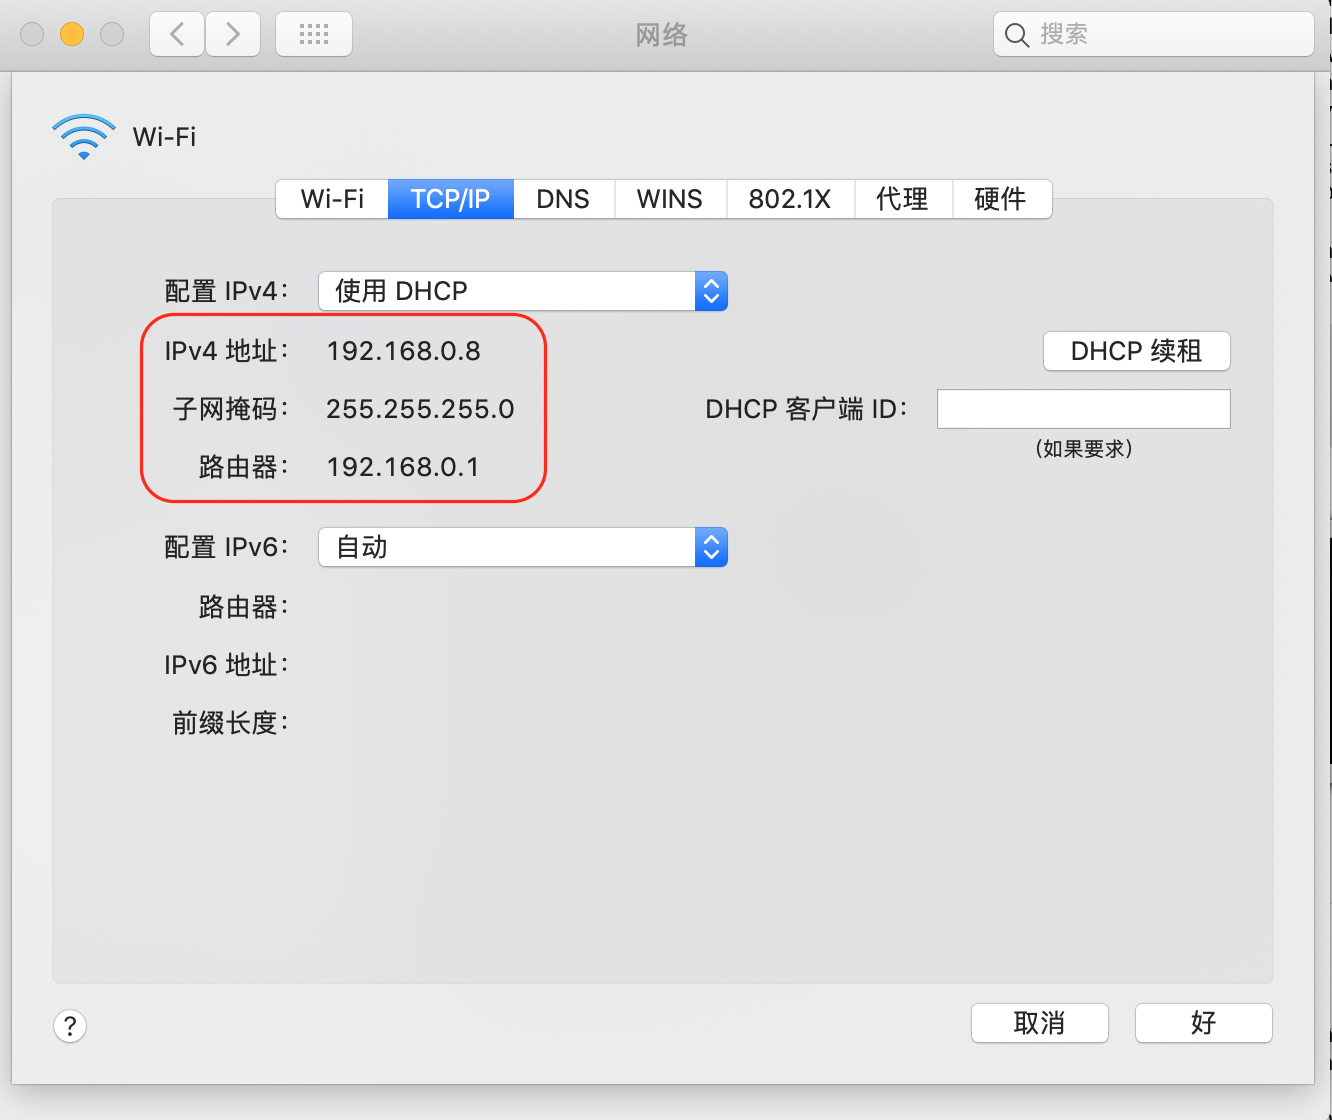 网络
搜索
Wi-Fi
Wi-Fi TCP/IP DNS WINS 802.1X 代理 硬件
配置 IPv4： 使用 DHCP
IPv4 地址： 192.168.0.8 DHCP 续租
子网掩码： 255.255.255.0 DHCP 客户端 ID：
(如果要求)
路由器： 192.168.0.1
配置 IPv6： 自动
路由器：
IPv6 地址：
前缀长度：
? 取消 好